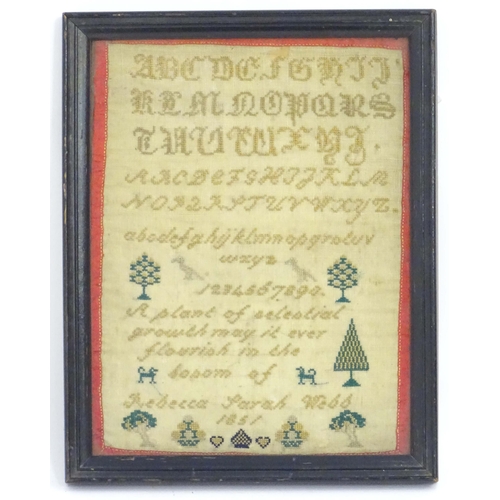 ABCDEFGHIJ
KLMNOPQRS
TUVWXYZ.
ABCDEFGHIJKLM
NOPQRSTUVWXYZ.
abcdefghijklmnopqrstuv
wxyz
1234567890.
A plant of celestial
growth may it ever
flourish in the
bosom of
Rebecca Sarah Webb
1851